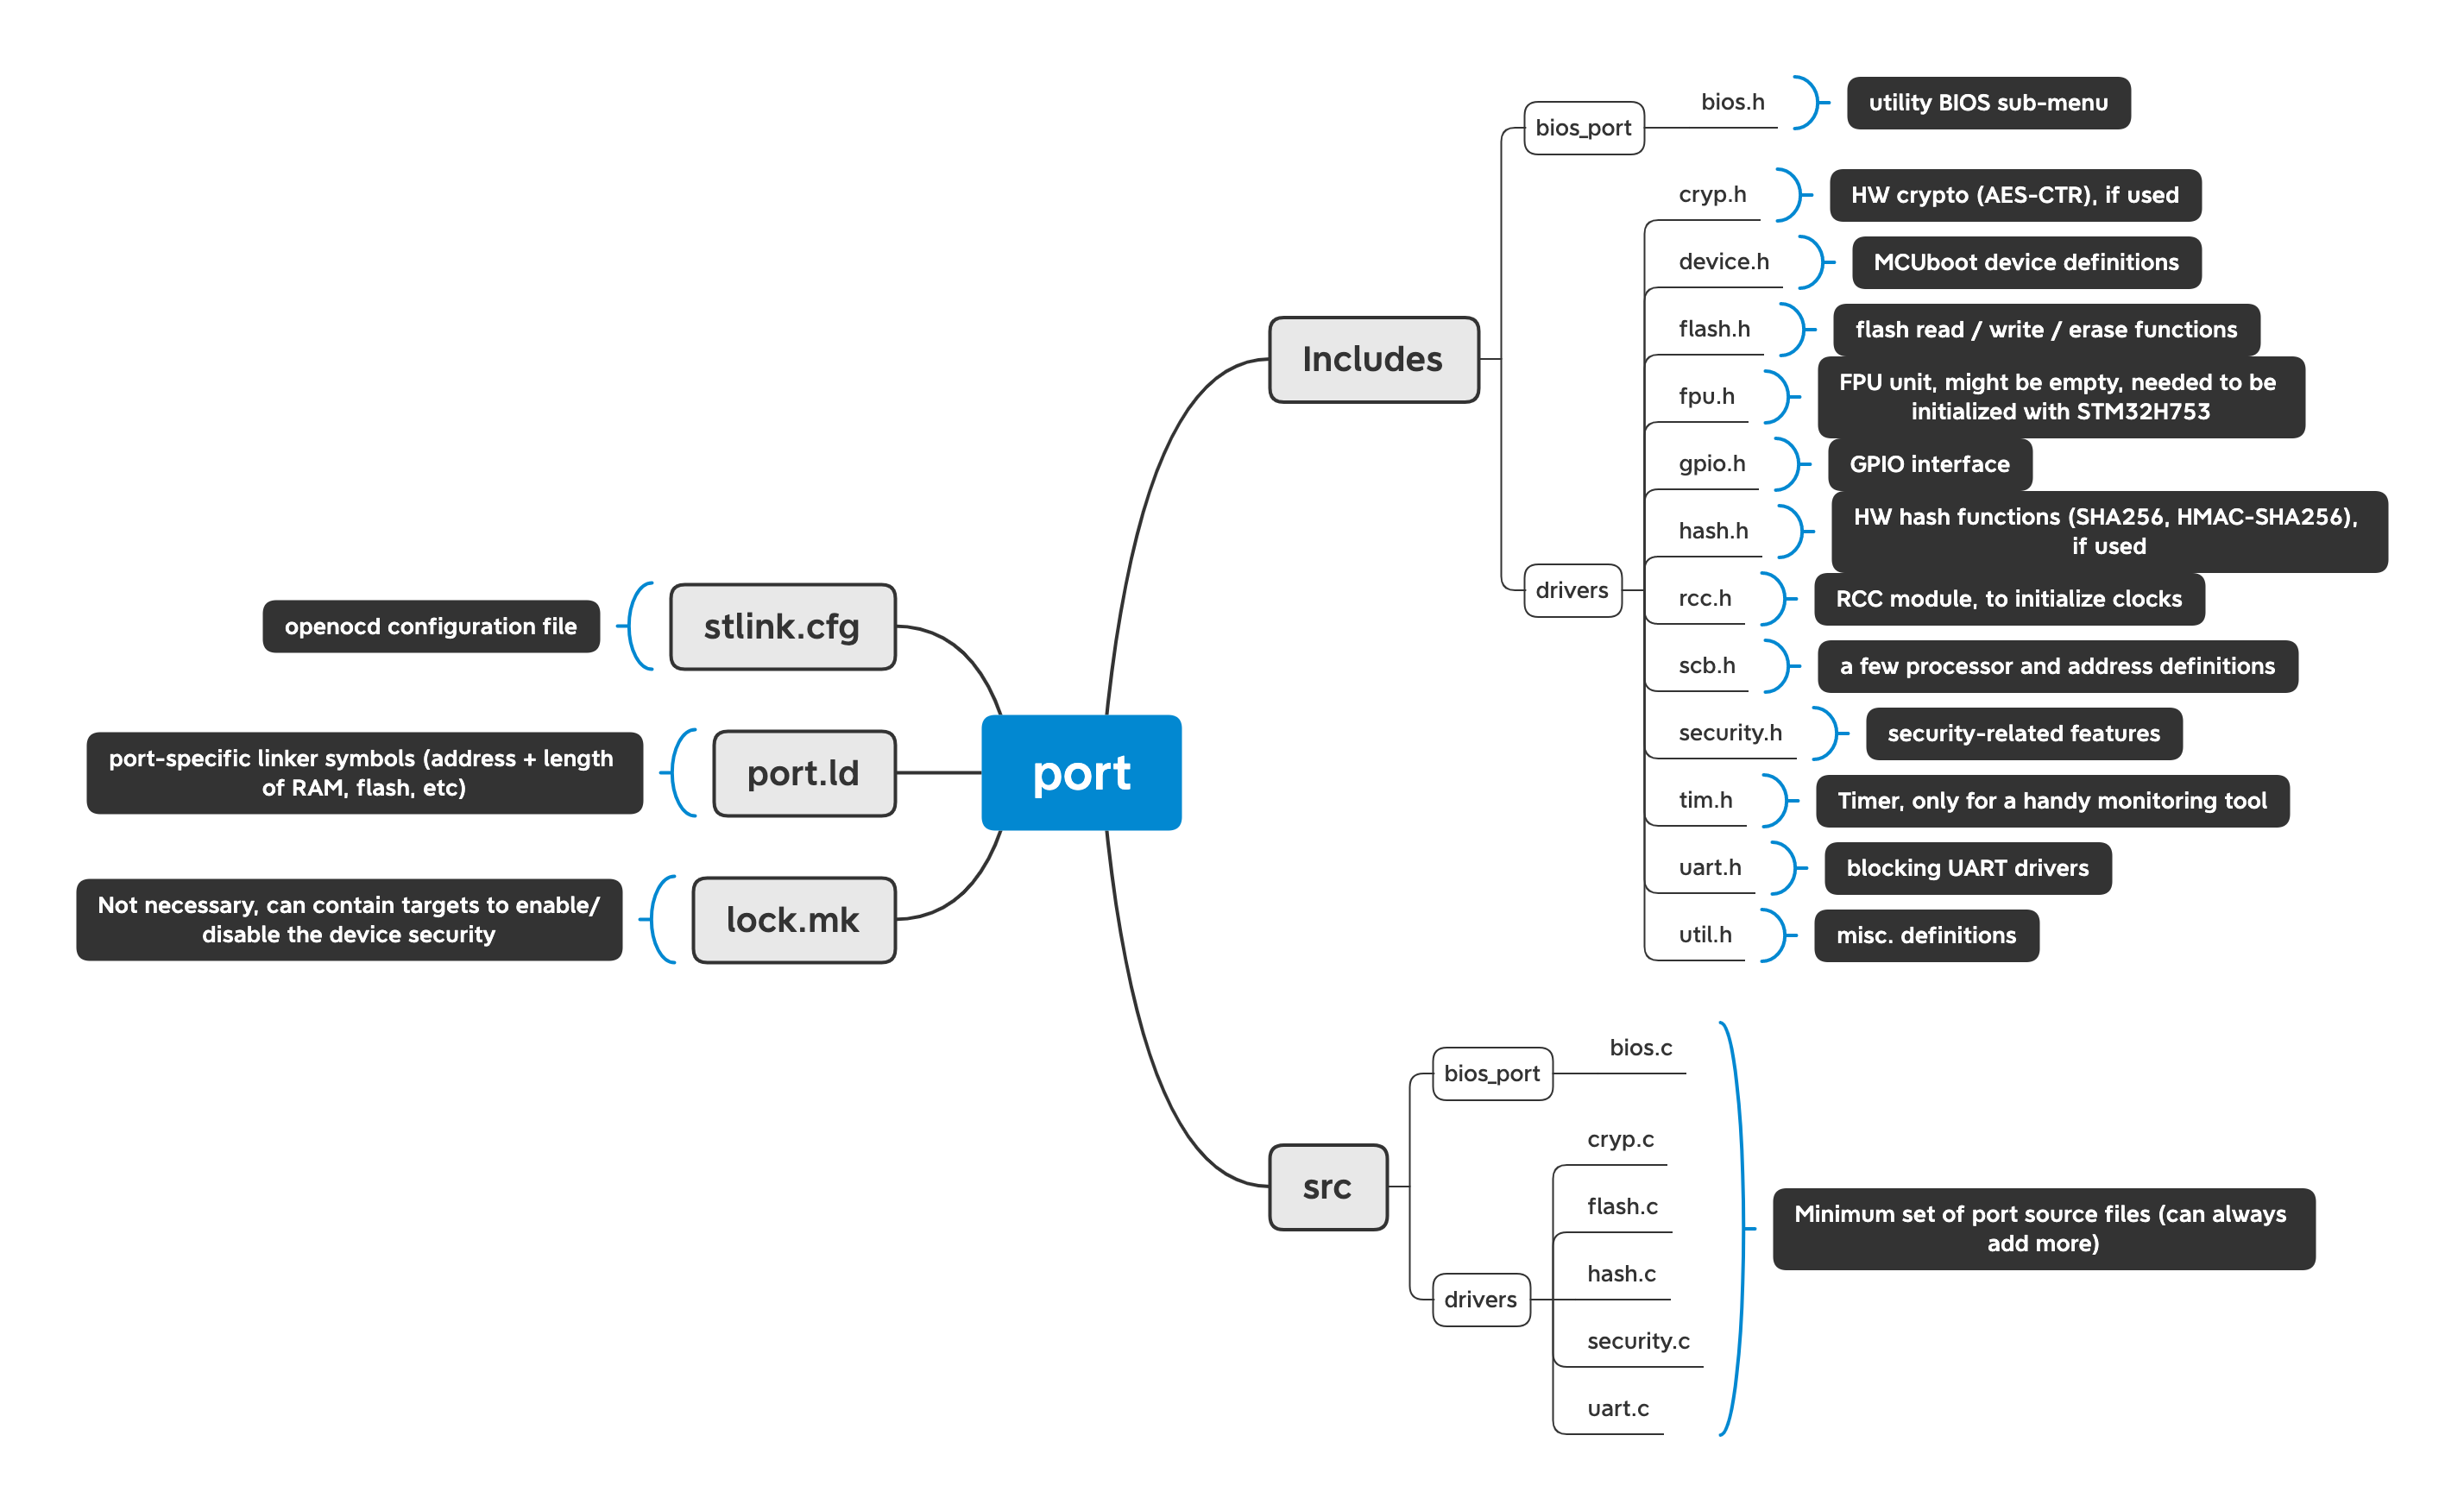 port
Includes
bios_port
bios.h
utility BIOS sub-menu
drivers
cryp.h
HW crypto (AES-CTR), if used
device.h
MCUboot device definitions
flash.h
flash read / write / erase functions
fpu.h
FPU unit, might be empty, needed to be
initialized with STM32H753
gpio.h
GPIO interface
hash.h
HW hash functions (SHA256, HMAC-SHA256),
if used
rcc.h
RCC module, to initialize clocks
scb.h
a few processor and address definitions
security.h
security-related features
tim.h
Timer, only for a handy monitoring tool
uart.h
blocking UART drivers
util.h
misc. definitions
src
bios_port
bios.c
drivers
cryp.c
flash.c
hash.c
security.c
uart.c
Minimum set of port source files (can always
add more)
stlink.cfg
openocd configuration file
port.ld
port-specific linker symbols (address + length
of RAM, flash, etc)
lock.mk
Not necessary, can contain targets to enable/
disable the device security